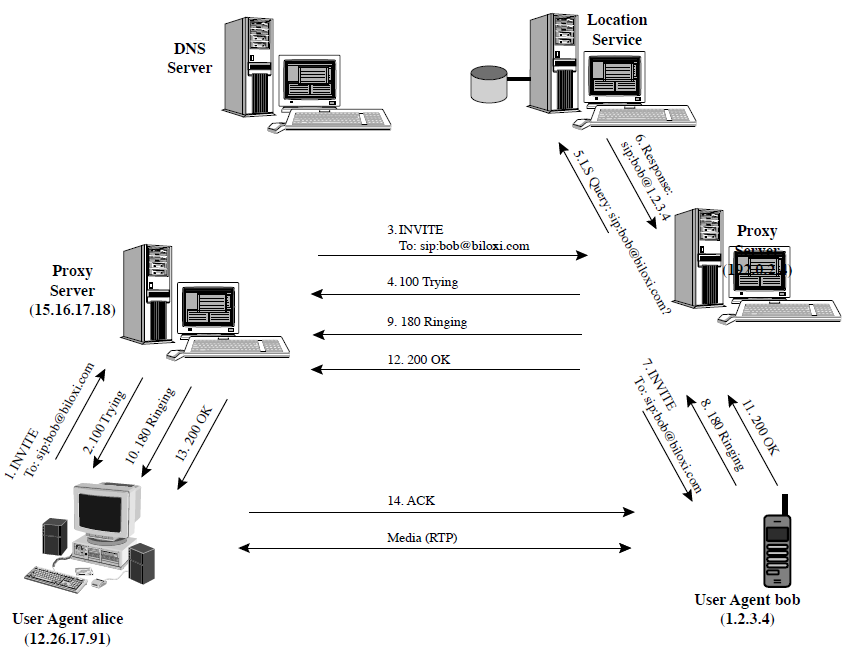 DNS
Server
Location
Service
5.LS Query: sip:bob@biloxi.com?
6. Response:
sip:bob@1.2.3.4
3. INVITE
To: sip:bob@biloxi.com
4. 100 Trying
9. 180 Ringing
12. 200 OK
Proxy
Server
(15.16.17.18)
Proxy
Server
1. INVITE
To: sip:bob@biloxi.com
2.100 Trying
10. 180 Ringing
13. 200 OK
7. INVITE
To: sip:bob@biloxi.com
8. 180 Ringing
11. 200 OK
14. ACK
Media (RTP)
User Agent alice
(12.26.17.91)
User Agent bob
(1.2.3.4)